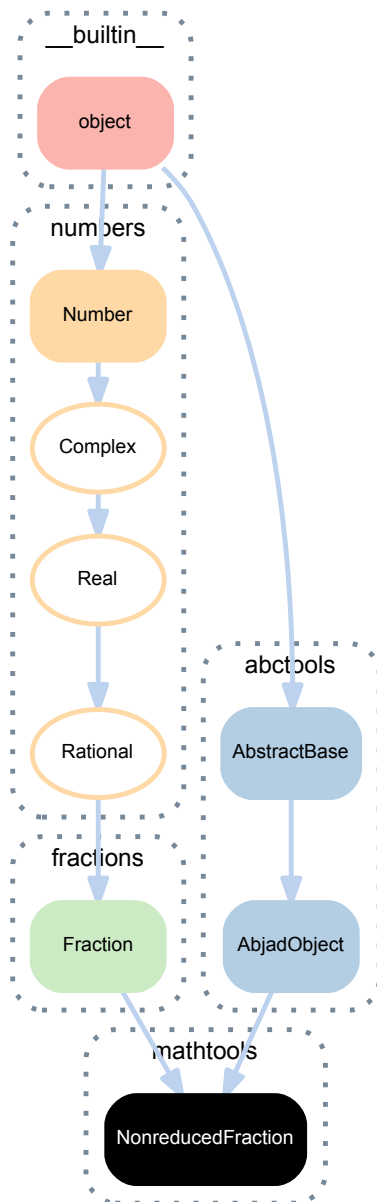 __builtin__
object
numbers
Number
Complex
Real
abctools
Rational
AbstractBase
fractions
Fraction
AbjadObject
mathtools
NonreducedFraction